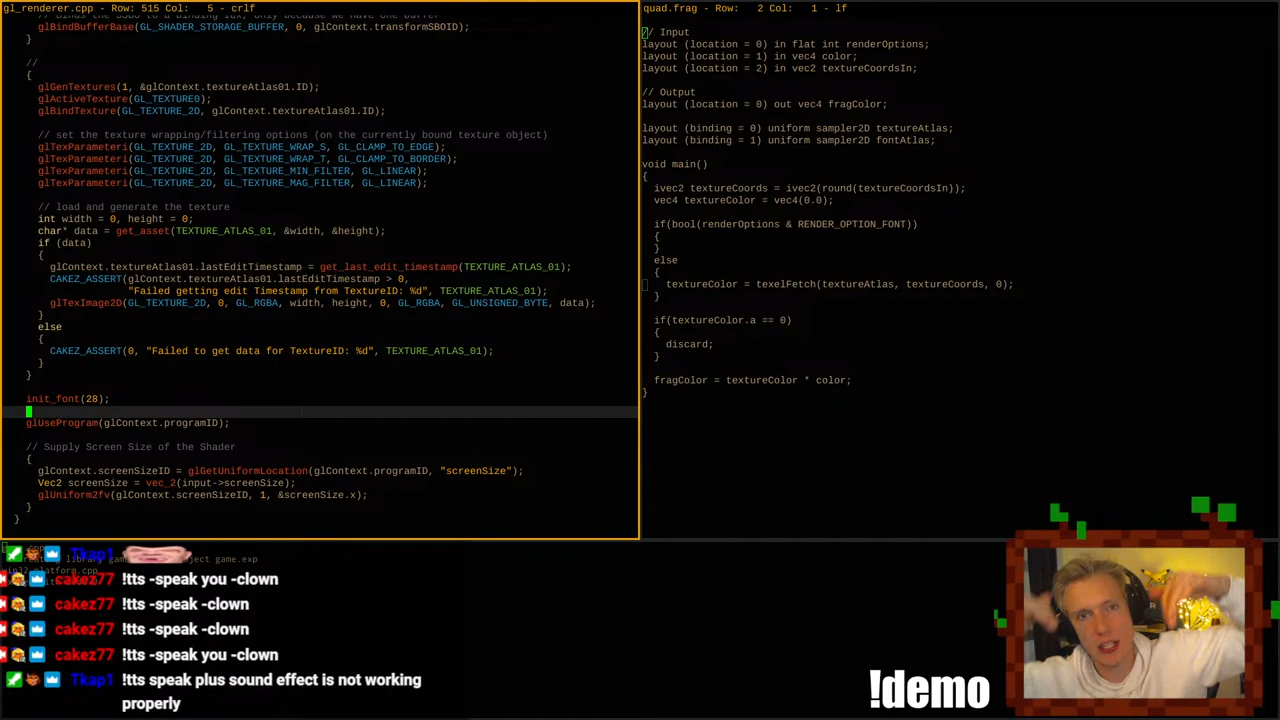 gl_renderer.cpp - Row: 515 Col:   5 - crlf
glBindBufferBase(GL_SHADER_STORAGE_BUFFER, 0, glContext.transformSBOID);
}
//
{
glGenTextures(1, &glContext.textureAtlas01.ID);
glActiveTexture(GL_TEXTURE0);
glBindTexture(GL_TEXTURE_2D, glContext.textureAtlas01.ID);
// set the texture wrapping/filtering options (on the currently bound texture object)
glTexParameteri(GL_TEXTURE_2D, GL_TEXTURE_WRAP_S, GL_CLAMP_TO_EDGE);
glTexParameteri(GL_TEXTURE_2D, GL_TEXTURE_WRAP_T, GL_CLAMP_TO_BORDER);
glTexParameteri(GL_TEXTURE_2D, GL_TEXTURE_MIN_FILTER, GL_LINEAR);
glTexParameteri(GL_TEXTURE_2D, GL_TEXTURE_MAG_FILTER, GL_LINEAR);
// load and generate the texture
int width = 0, height = 0;
char* data = get_asset(TEXTURE_ATLAS_01, &width, &height);
if (data)
{
glContext.textureAtlas01.lastEditTimestamp = get_last_edit_timestamp(TEXTURE_ATLAS_01);
CAKEZ_ASSERT(glContext.textureAtlas01.lastEditTimestamp > 0,
"Failed getting edit Timestamp from TextureID: %d", TEXTURE_ATLAS_01);
glTexImage2D(GL_TEXTURE_2D, 0, GL_RGBA, width, height, 0, GL_RGBA, GL_UNSIGNED_BYTE, data);
}
else
{
CAKEZ_ASSERT(0, "Failed to get data for TextureID: %d", TEXTURE_ATLAS_01);
}
}
init_font(28);
glUseProgram(glContext.programID);
// Supply Screen Size of the Shader
{
glContext.screenSizeID = glGetUniformLocation(glContext.programID, "screenSize");
Vec2 screenSize = vec_2(input->screenSize);
glUniform2fv(glContext.screenSizeID, 1, &screenSize.x);
}
}
quad.frag - Row:   2 Col:   1 - lf
// Input
layout (location = 0) in flat int renderOptions;
layout (location = 1) in vec4 color;
layout (location = 2) in vec2 textureCoordsIn;
// Output
layout (location = 0) out vec4 fragColor;
layout (binding = 0) uniform sampler2D textureAtlas;
layout (binding = 1) uniform sampler2D fontAtlas;
void main()
{
ivec2 textureCoords = ivec2(round(textureCoordsIn));
vec4 textureColor = vec4(0.0);
if(bool(renderOptions & RENDER_OPTION_FONT))
{
}
else
{
textureColor = texelFetch(textureAtlas, textureCoords, 0);
}
if(textureColor.a == 0)
{
discard;
}
fragColor = textureColor * color;
}
Tkap1
game.exp
cakez77 !tts -speak you -clown
cakez77 !tts -speak -clown
cakez77 !tts -speak -clown
cakez77 !tts -speak you -clown
Tkap1 !tts speak plus sound effect is not working
properly
!demo